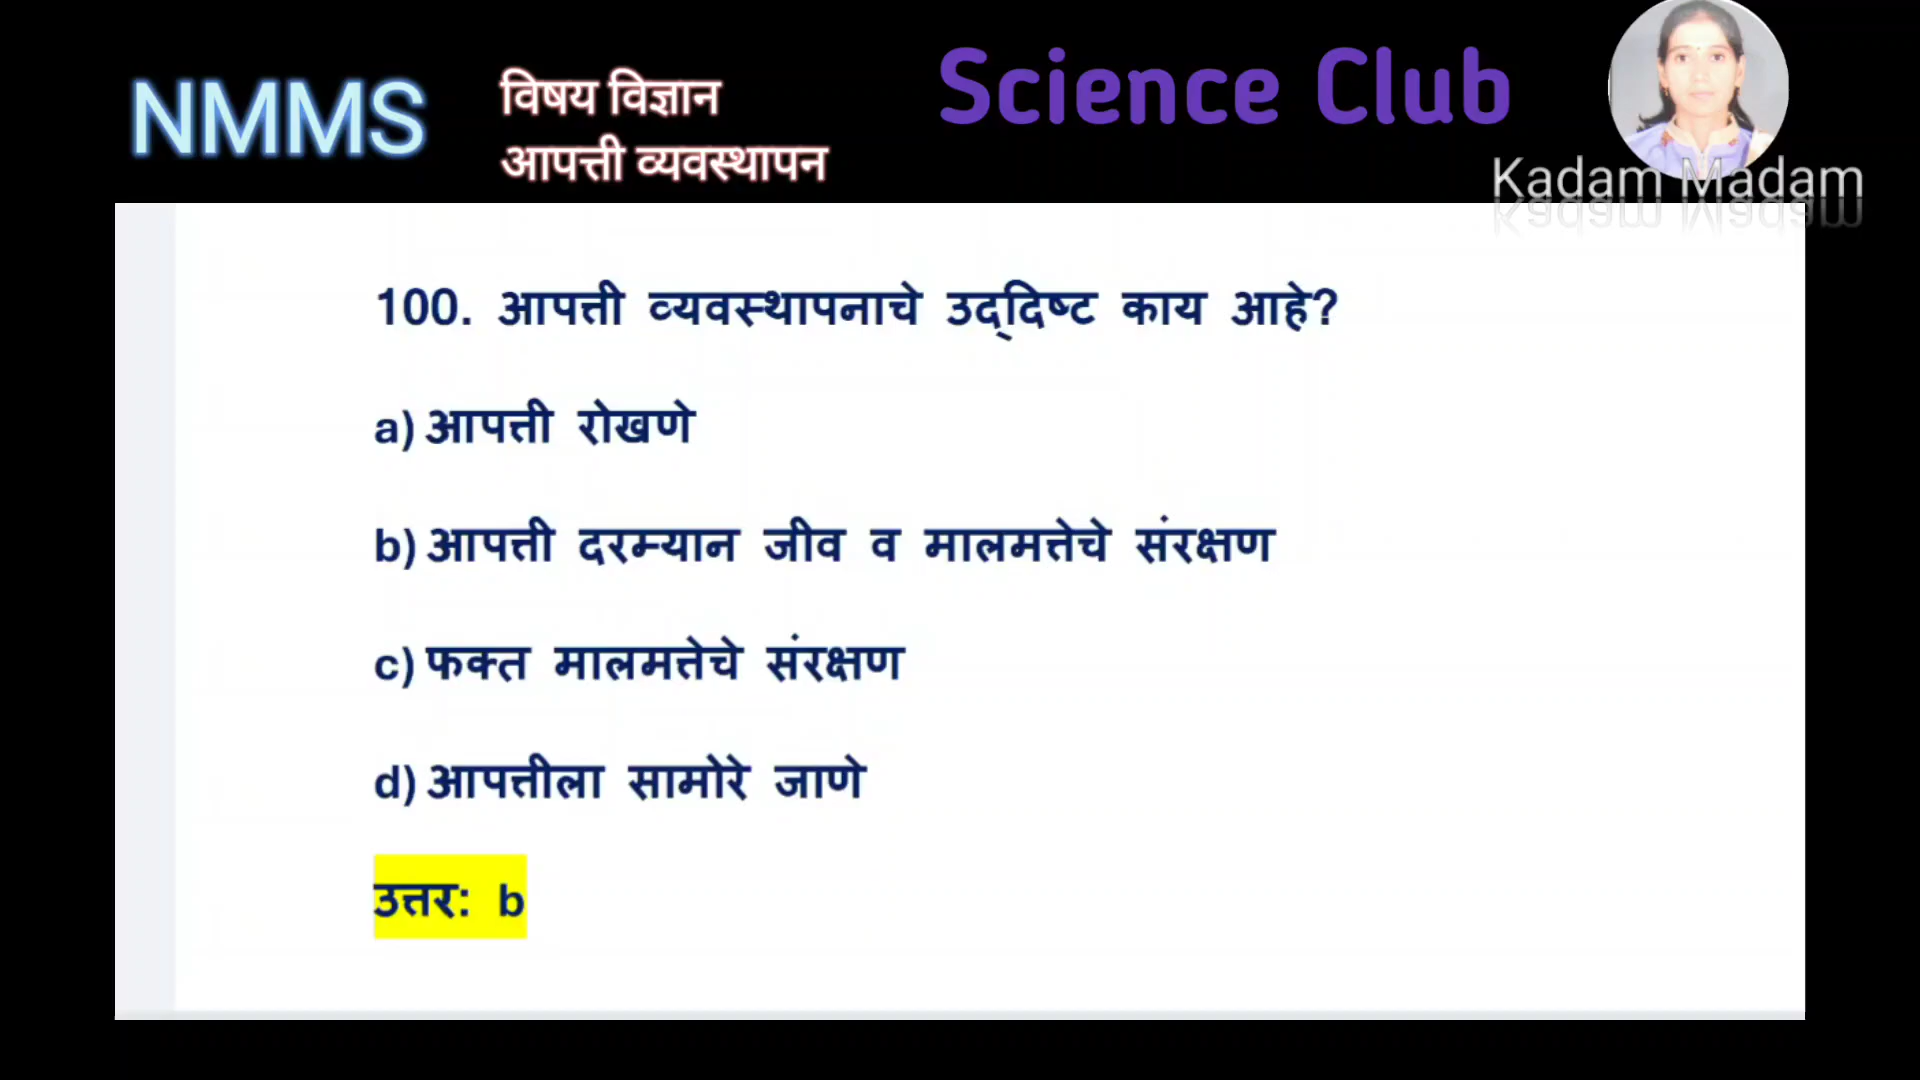 NMMS
विषय विज्ञान
आपत्ती व्यवस्थापन
Science Club
Kadam Madam
100. आपत्ती व्यवस्थापनाचे उद्‌दिष्ट काय आहे?
a) आपत्ती रोखणे
b) आपत्ती दरम्यान जीव व मालमत्तेचे संरक्षण
c) फक्त मालमत्तेचे संरक्षण
d) आपत्तीला सामोरे जाणे
उत्तर: b